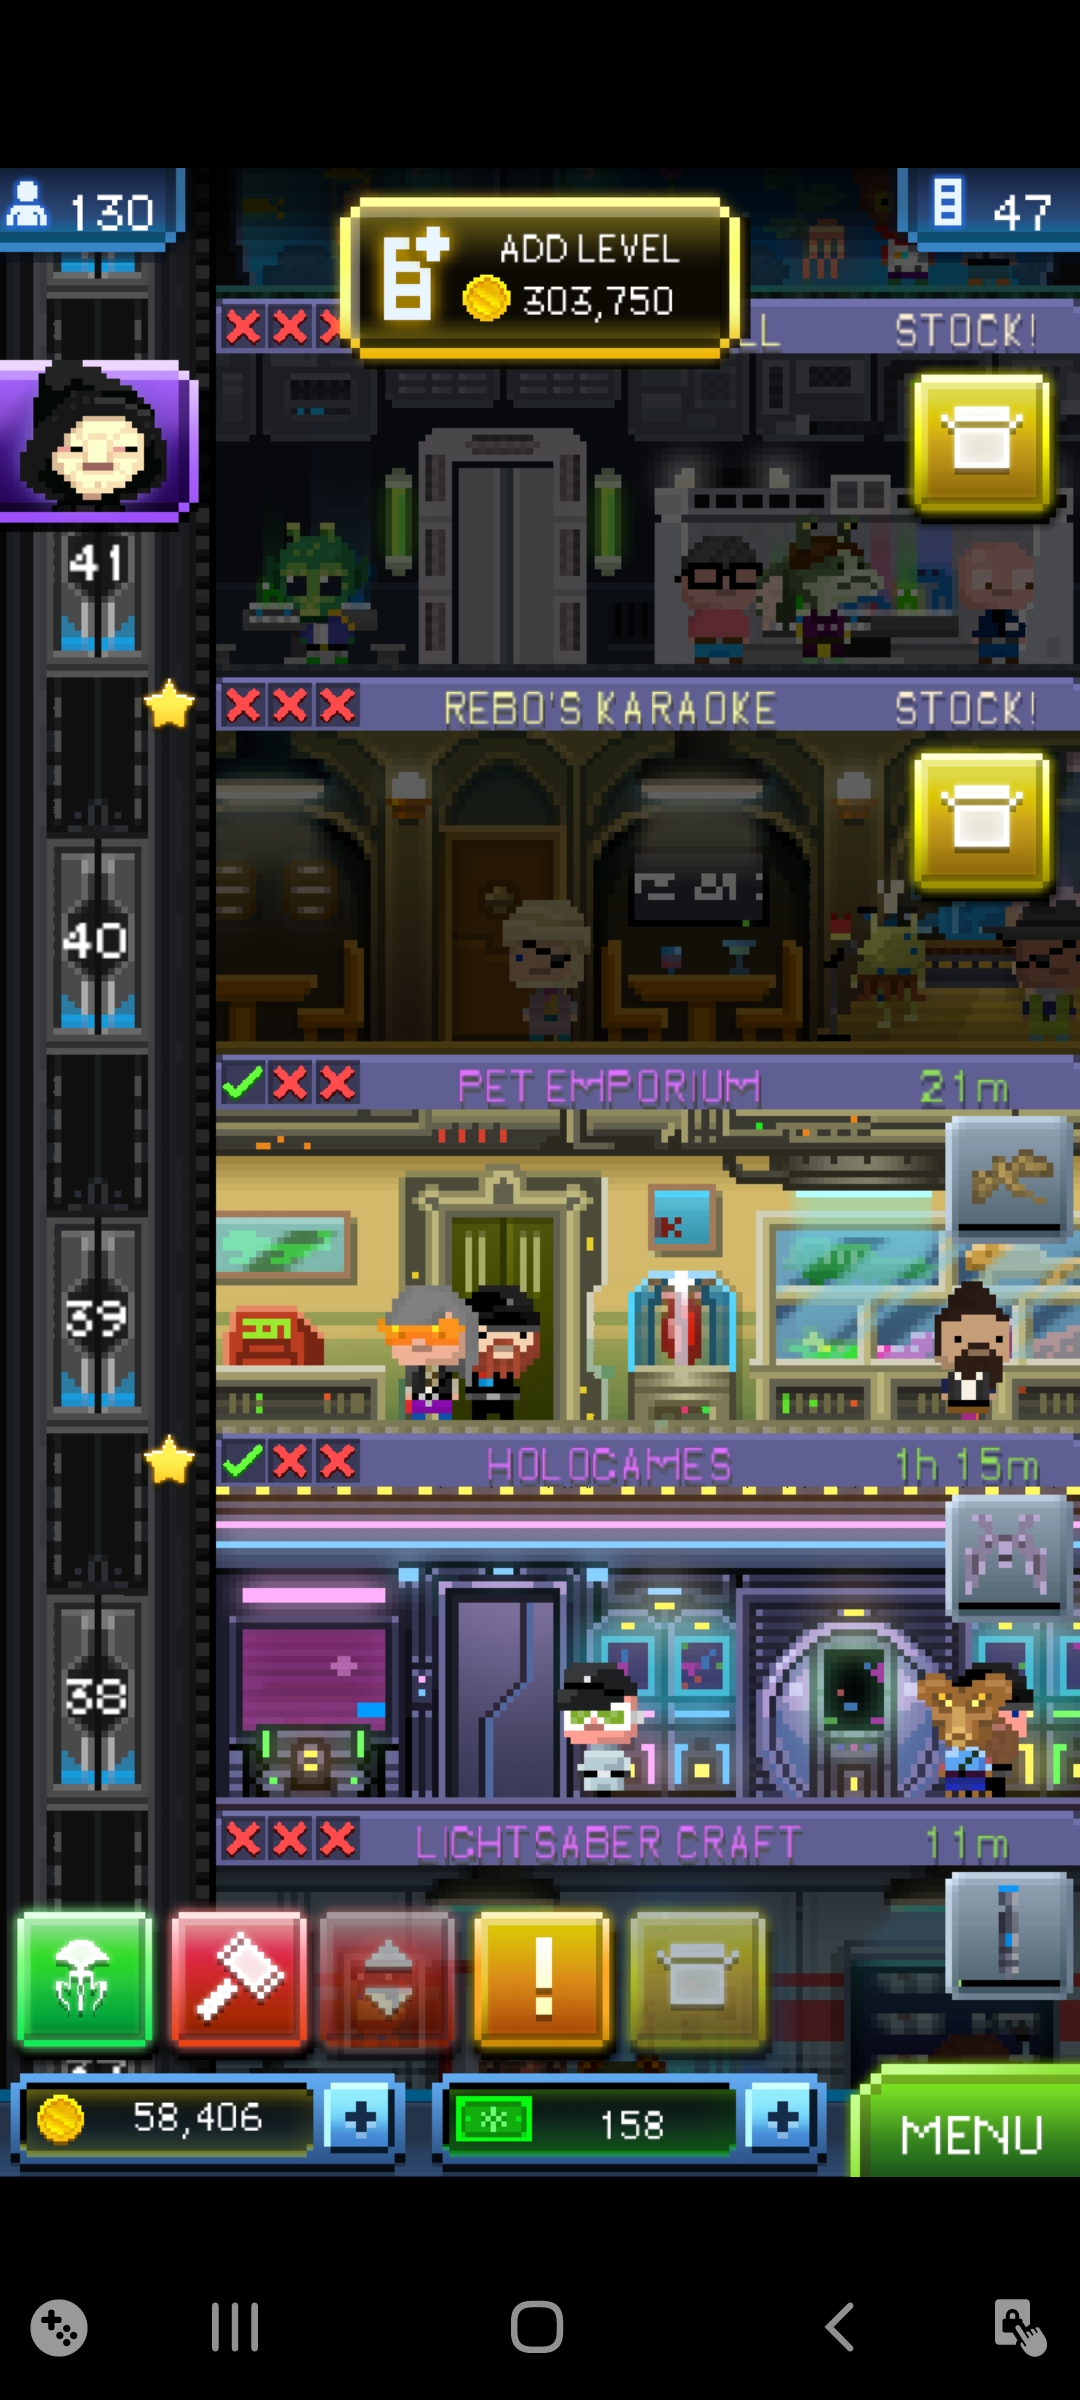 130
ADD LEVEL
303,750
47
LL
STOCK!
41
REBO'S KARAOKE
STOCK!
40
PET EMPORIUM
21m
39
HOLOGAMES
1h 15m
38
LIGHTSABER CRAFT
11m
!
58,406
158
MENU